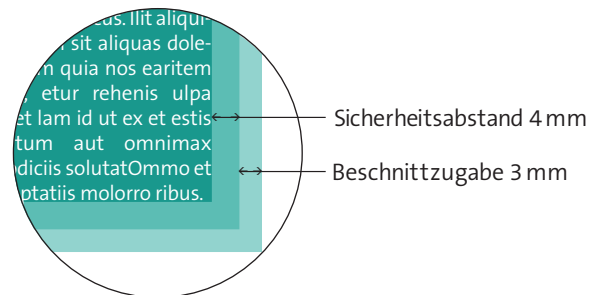 us. Ilit aliqui-
sit aliquas dole-
m quia nos earitem
etur rehenis ulpa
et lam id ut ex et estis
tum aut omnimax
diciis solutatOmmo et
ptatiis molorro ribus.
Sicherheitsabstand 4 mm
Beschnittzugabe 3 mm